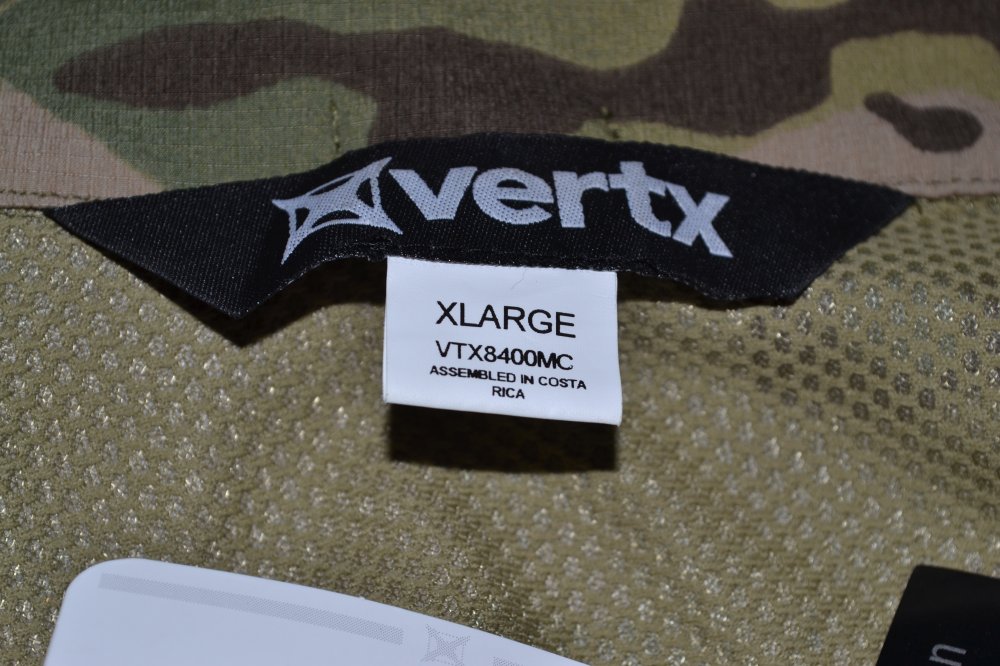 vertx
XLARGE
VTX8400MC
ASSEMBLED IN COSTA
RICA
n